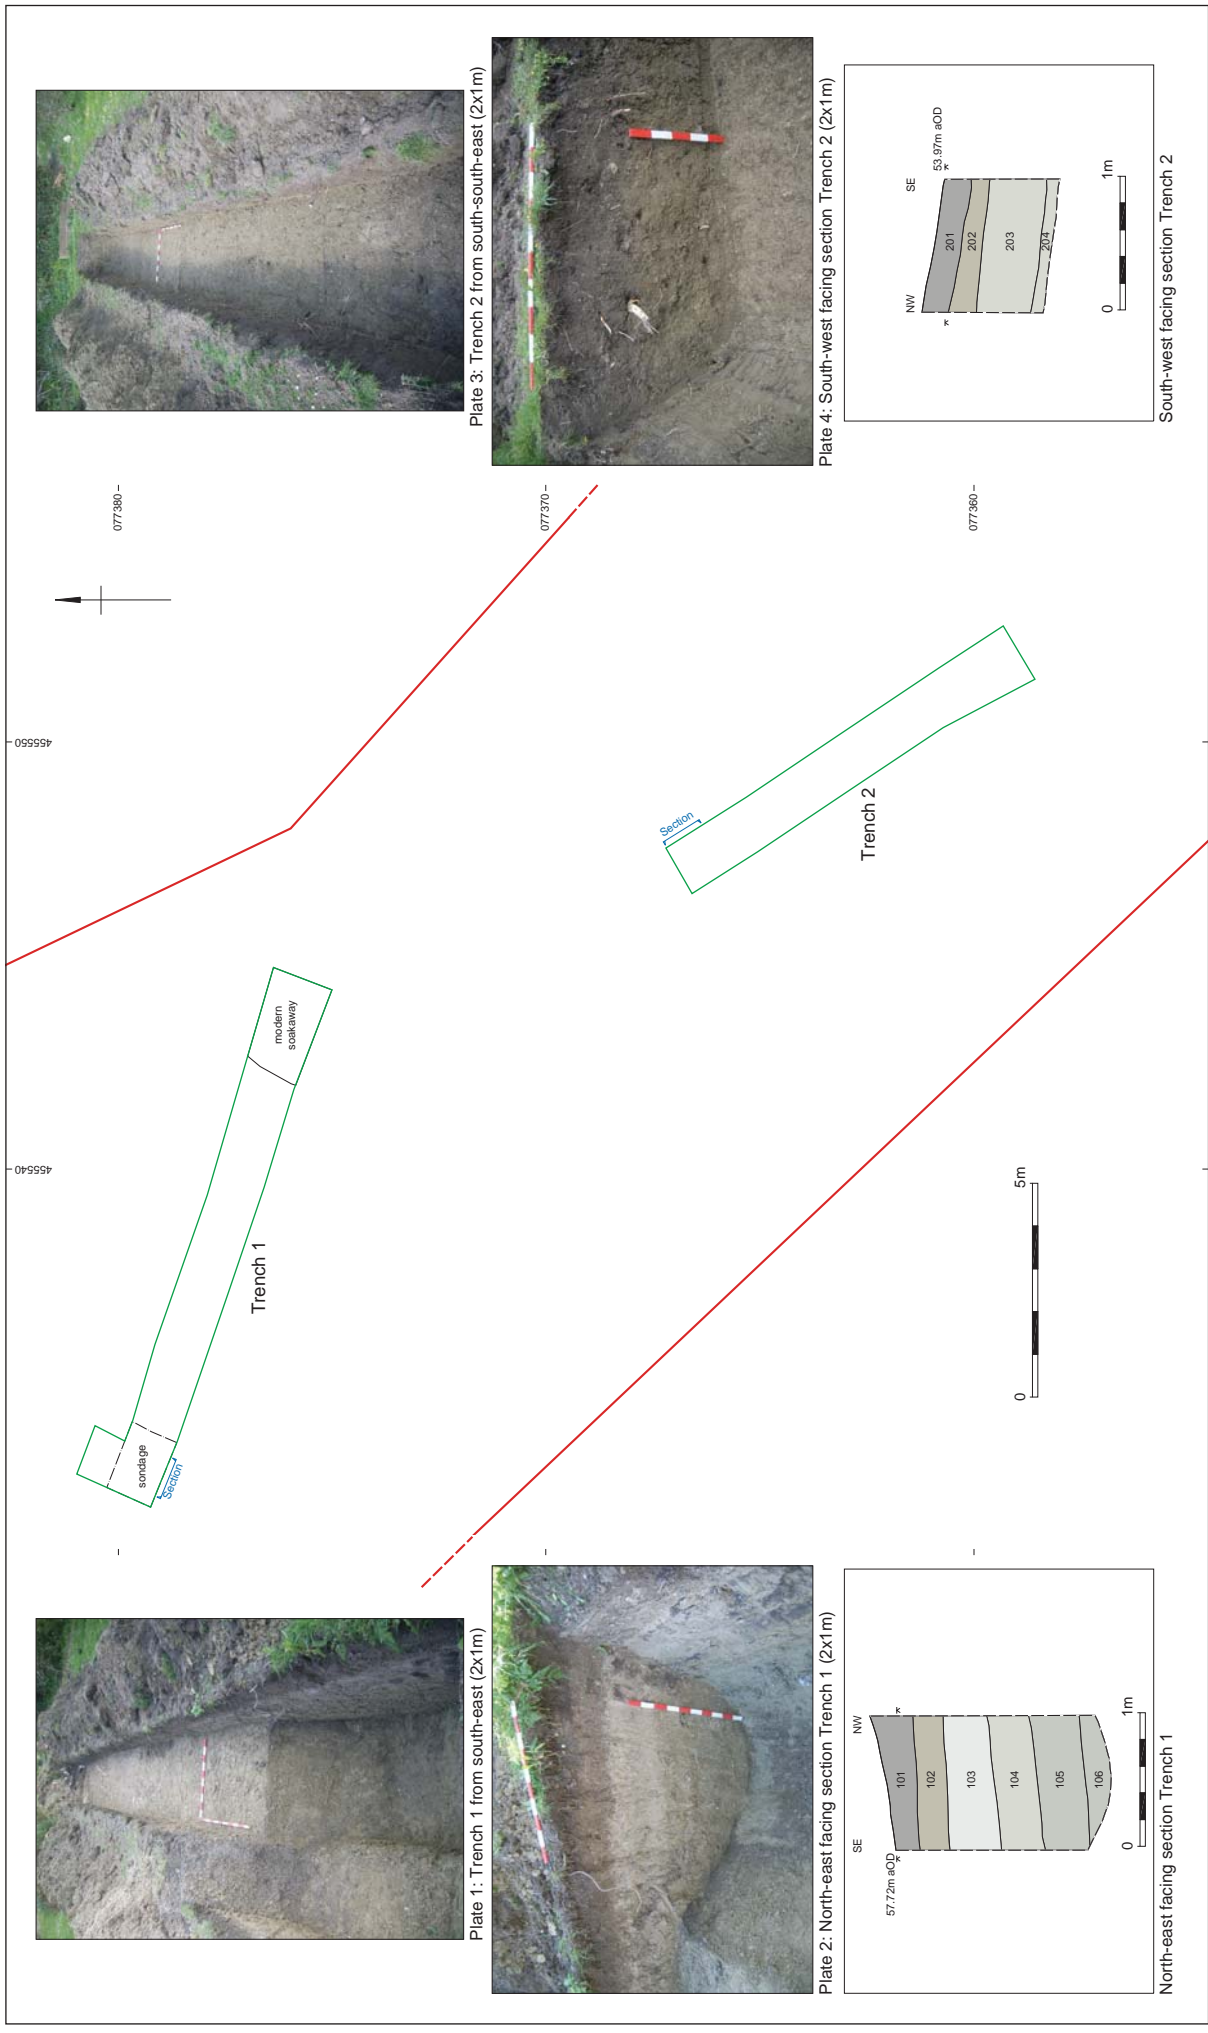 Plate 1: Trench 1 from south-east (2x1m)
Plate 2: North-east facing section Trench 1 (2x1m)
SE
NW
57.72m aOD
101
102
103
104
105
106
0
1m
North-east facing section Trench 1
455540
455550
077380
077370
077360
sondage
Section
Trench 1
modern
soakaway
Section
Trench 2
0
5m
Plate 3: Trench 2 from south-south-east (2x1m)
Plate 4: South-west facing section Trench 2 (2x1m)
NW
SE
53.97m aOD
201
202
203
204
0
1m
South-west facing section Trench 2